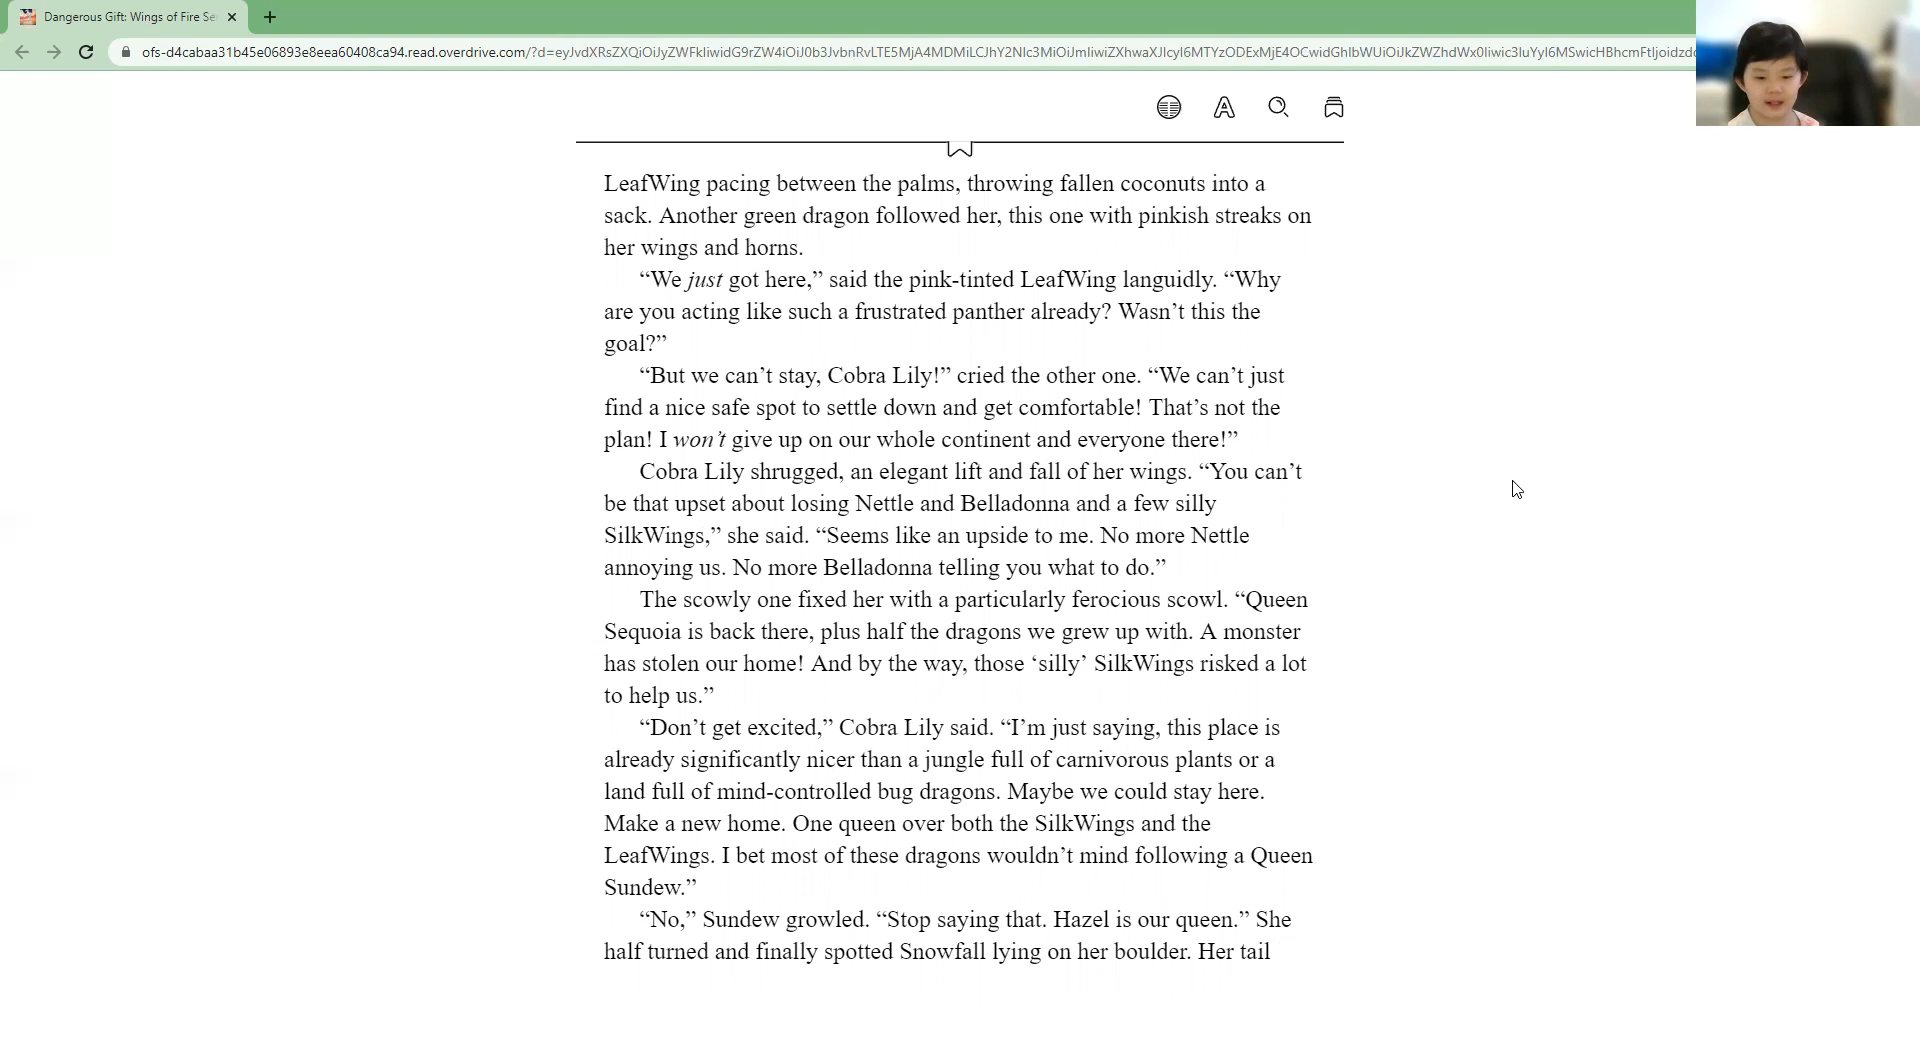 Dangerous Gift: Wings of Fire Se
LeafWing pacing between the palms, throwing fallen coconuts into a
sack. Another green dragon followed her, this one with pinkish streaks on
her wings and horns.
“We just got here,” said the pink-tinted LeafWing languidly. “Why
are you acting like such a frustrated panther already? Wasn’t this the
goal?”
“But we can’t stay, Cobra Lily!” cried the other one. “We can’t just
find a nice safe spot to settle down and get comfortable! That’s not the
plan! I won’t give up on our whole continent and everyone there!”
Cobra Lily shrugged, an elegant lift and fall of her wings. “You can’t
be that upset about losing Nettle and Belladonna and a few silly
SilkWings,” she said. “Seems like an upside to me. No more Nettle
annoying us. No more Belladonna telling you what to do.”
The scowly one fixed her with a particularly ferocious scowl. “Queen
Sequoia is back there, plus half the dragons we grew up with. A monster
has stolen our home! And by the way, those ‘silly’ SilkWings risked a lot
to help us.”
“Don’t get excited,” Cobra Lily said. “I’m just saying, this place is
already significantly nicer than a jungle full of carnivorous plants or a
land full of mind-controlled bug dragons. Maybe we could stay here.
Make a new home. One queen over both the SilkWings and the
LeafWings. I bet most of these dragons wouldn’t mind following a Queen
Sundew.”
“No,” Sundew growled. “Stop saying that. Hazel is our queen.” She
half turned and finally spotted Snowfall lying on her boulder. Her tail